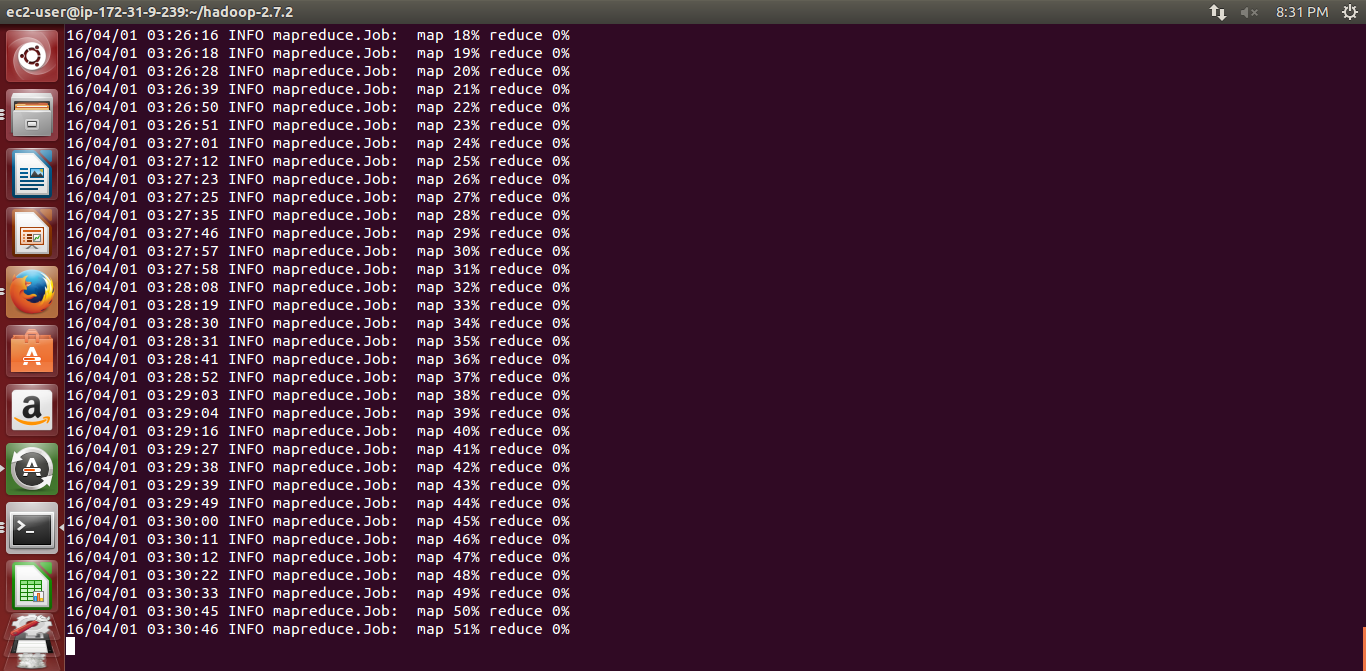 ec2-user@ip-172-31-9-239:~/hadoop-2.7.2
8:31 PM
16/04/01 03:26:16 INFO mapreduce.Job:  map 18% reduce 0%
16/04/01 03:26:18 INFO mapreduce.Job:  map 19% reduce 0%
16/04/01 03:26:28 INFO mapreduce.Job:  map 20% reduce 0%
16/04/01 03:26:39 INFO mapreduce.Job:  map 21% reduce 0%
16/04/01 03:26:50 INFO mapreduce.Job:  map 22% reduce 0%
16/04/01 03:26:51 INFO mapreduce.Job:  map 23% reduce 0%
16/04/01 03:27:01 INFO mapreduce.Job:  map 24% reduce 0%
16/04/01 03:27:12 INFO mapreduce.Job:  map 25% reduce 0%
16/04/01 03:27:23 INFO mapreduce.Job:  map 26% reduce 0%
16/04/01 03:27:25 INFO mapreduce.Job:  map 27% reduce 0%
16/04/01 03:27:35 INFO mapreduce.Job:  map 28% reduce 0%
16/04/01 03:27:46 INFO mapreduce.Job:  map 29% reduce 0%
16/04/01 03:27:57 INFO mapreduce.Job:  map 30% reduce 0%
16/04/01 03:27:58 INFO mapreduce.Job:  map 31% reduce 0%
16/04/01 03:28:08 INFO mapreduce.Job:  map 32% reduce 0%
16/04/01 03:28:19 INFO mapreduce.Job:  map 33% reduce 0%
16/04/01 03:28:30 INFO mapreduce.Job:  map 34% reduce 0%
16/04/01 03:28:31 INFO mapreduce.Job:  map 35% reduce 0%
16/04/01 03:28:41 INFO mapreduce.Job:  map 36% reduce 0%
16/04/01 03:28:52 INFO mapreduce.Job:  map 37% reduce 0%
16/04/01 03:29:03 INFO mapreduce.Job:  map 38% reduce 0%
16/04/01 03:29:04 INFO mapreduce.Job:  map 39% reduce 0%
16/04/01 03:29:16 INFO mapreduce.Job:  map 40% reduce 0%
16/04/01 03:29:27 INFO mapreduce.Job:  map 41% reduce 0%
16/04/01 03:29:38 INFO mapreduce.Job:  map 42% reduce 0%
16/04/01 03:29:39 INFO mapreduce.Job:  map 43% reduce 0%
16/04/01 03:29:49 INFO mapreduce.Job:  map 44% reduce 0%
16/04/01 03:30:00 INFO mapreduce.Job:  map 45% reduce 0%
16/04/01 03:30:11 INFO mapreduce.Job:  map 46% reduce 0%
16/04/01 03:30:12 INFO mapreduce.Job:  map 47% reduce 0%
16/04/01 03:30:22 INFO mapreduce.Job:  map 48% reduce 0%
16/04/01 03:30:33 INFO mapreduce.Job:  map 49% reduce 0%
16/04/01 03:30:45 INFO mapreduce.Job:  map 50% reduce 0%
16/04/01 03:30:46 INFO mapreduce.Job:  map 51% reduce 0%